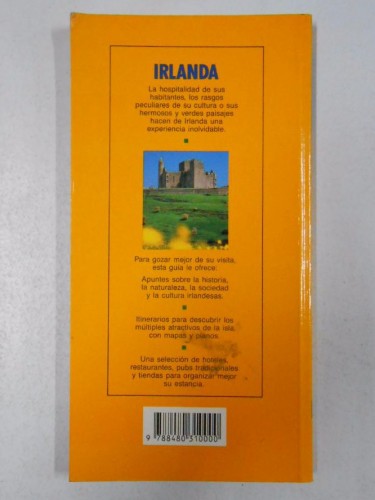 IRLANDA
La hospitalidad de sus
habitantes, los rasgos
peculiares de su cultura o sus
hermosos y verdes paisajes
hacen de Irlanda una
experiencia inolvidable.
Para gozar mejor de su visita,
esta guía le ofrece:
Apuntes sobre la historia,
la naturaleza, la sociedad
y la cultura irlandesas.
Itinerarios para descubrir los
múltiples atractivos de la isla
con mapas y planos.
Una selección de hoteles,
restaurantes, pubs tradicionales
y tiendas para organizar mejor
su estancia.
9 788480 310000